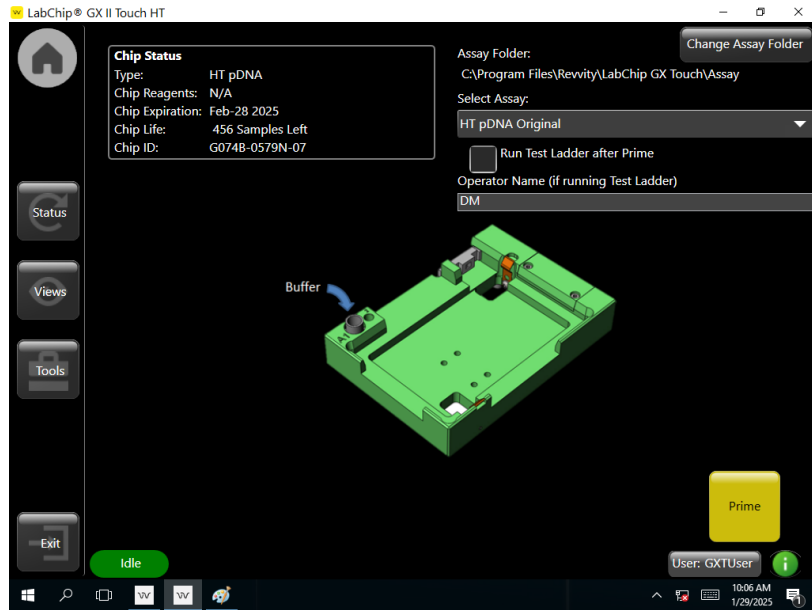 LabChip® GX II Touch HT
Chip Status
Type: HT pDNA
Chip Reagents: N/A
Chip Expiration: Feb-28 2025
Chip Life: 456 Samples Left
Chip ID: G074B-0579N-07
Assay Folder:
Change Assay Folder
C:\Program Files\Revvity\LabChip GX Touch\Assay
Select Assay:
HT pDNA Original
Run Test Ladder after Prime
Operator Name (if running Test Ladder)
DM
Status
Views
Tools
Exit
Buffer
A1
Prime
Idle
User: GXTUser
i
10:06 AM
1/29/2025
1